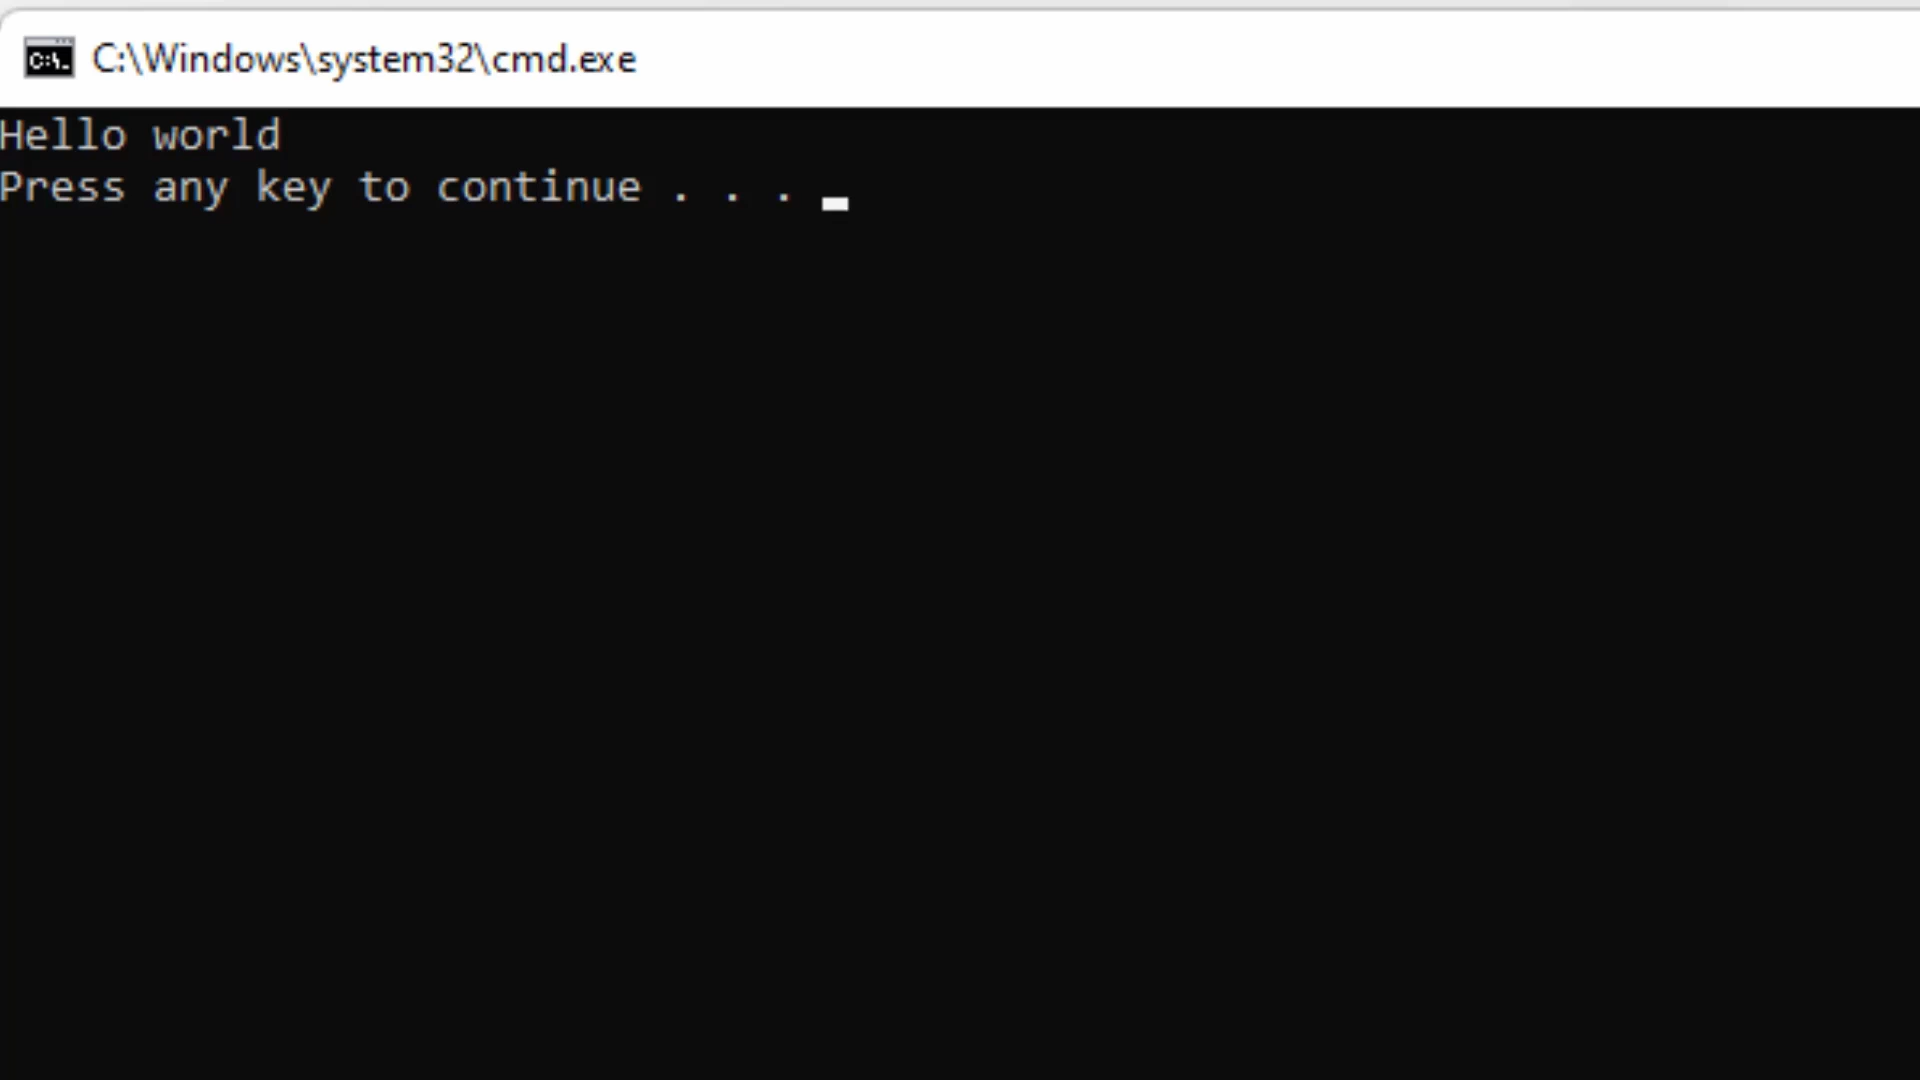 C:\Windows\system32\cmd.exe
Hello world
Press any key to continue . . .